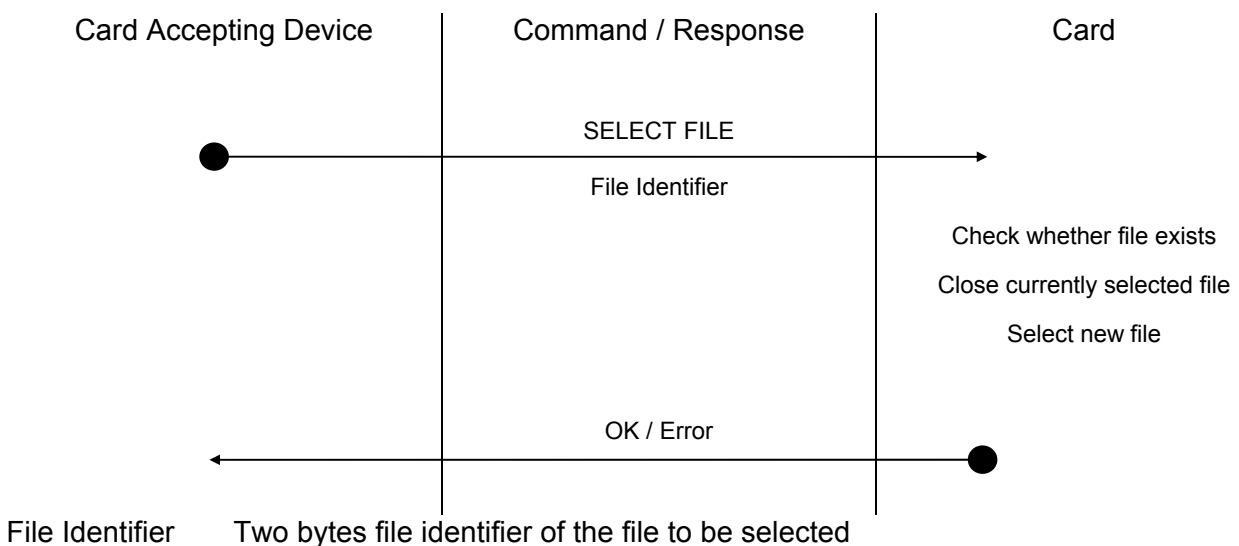 Card Accepting Device Command / Response Card
SELECT FILE
File Identifier
Check whether file exists
Close currently selected file
Select new file
OK / Error
File Identifier Two bytes file identifier of the file to be selected